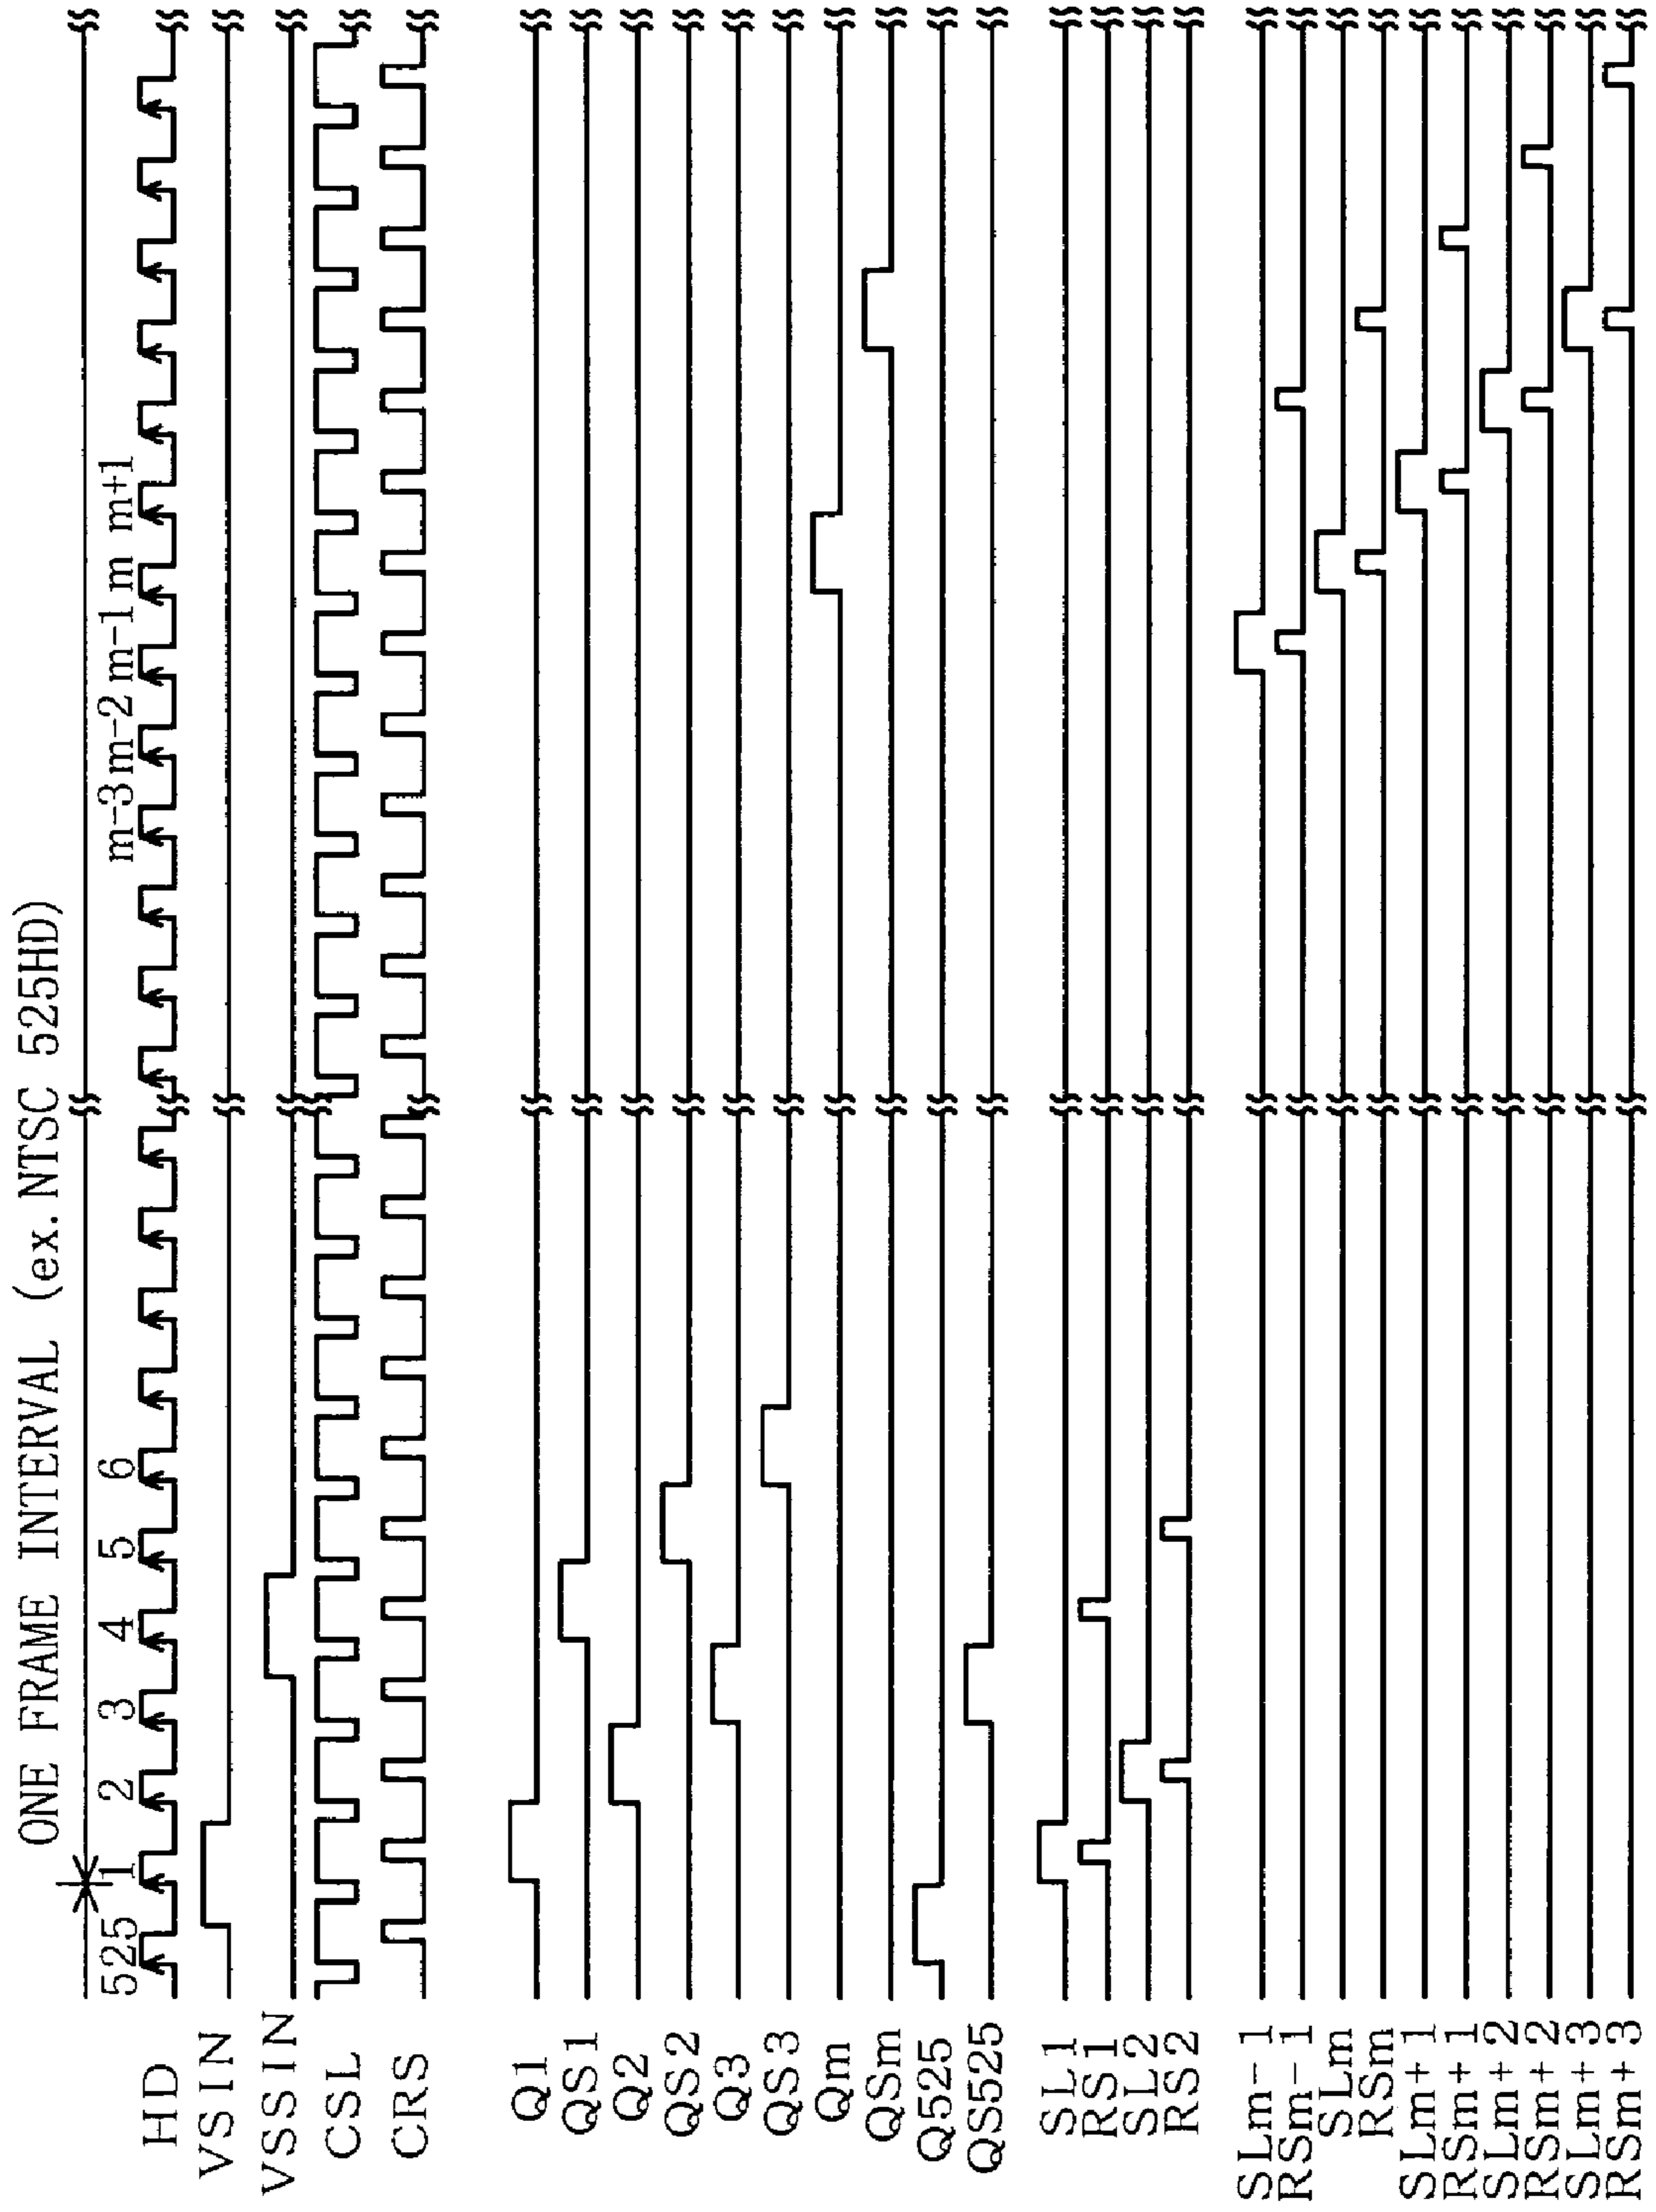 ONE FRAME INTERVAL (ex. NTSC 525HD)
525 1 2 3 4 5 6 m-3 m-2 m-1 m m+1
HD
VSIN
VSSIN
CSL
CRS
Q1
QS1
Q2
QS2
Q3
QS3
Qm
QSm
Q525
QS525
SL1
RS1
SL2
RS2
SLm-1
RSm-1
SLm
RSm
SLm+1
RSm+1
SLm+2
RSm+2
SLm+3
RSm+3